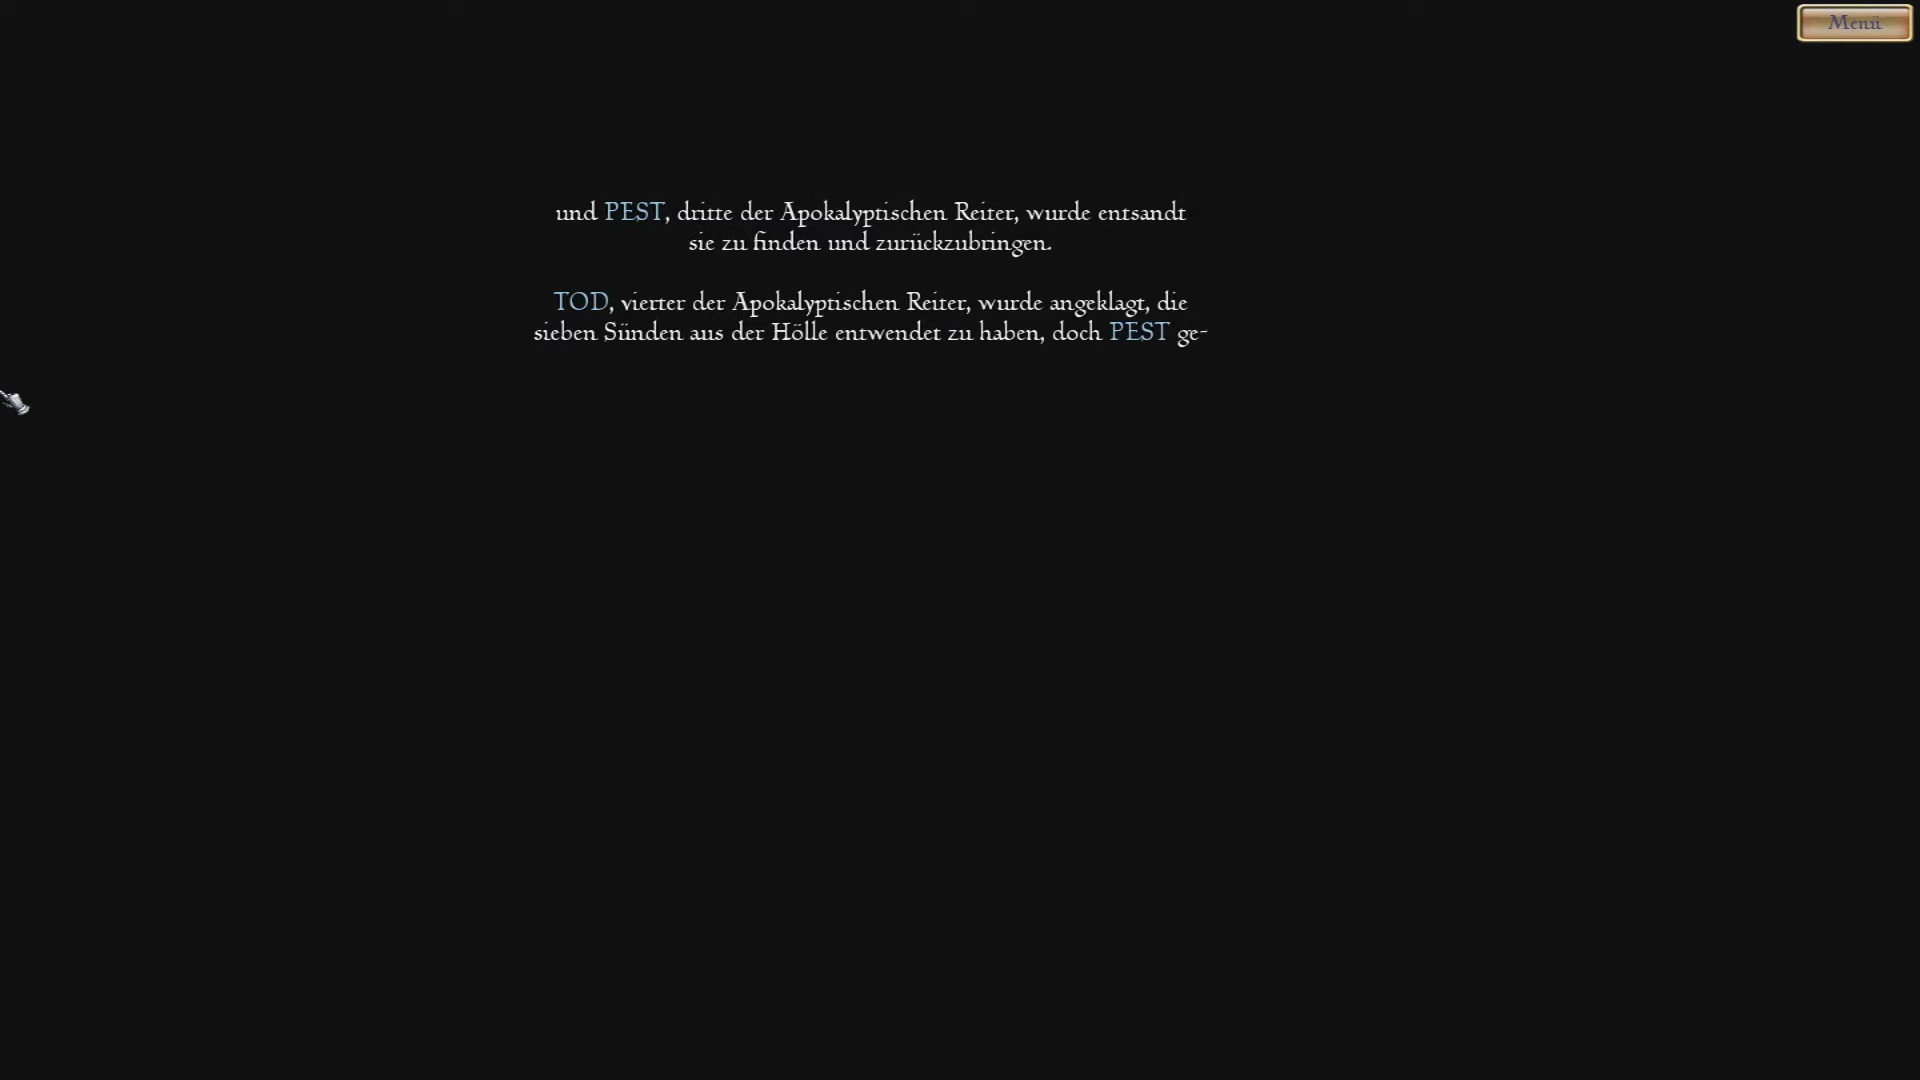 Menü
und PEST, dritte der Apokalyptischen Reiter, wurde entsandt
sie zu finden und zurückzubringen.
TOD, vierter der Apokalyptischen Reiter, wurde angeklagt, die
sieben Sünden aus der Hölle entwendet zu haben, doch PEST ge-